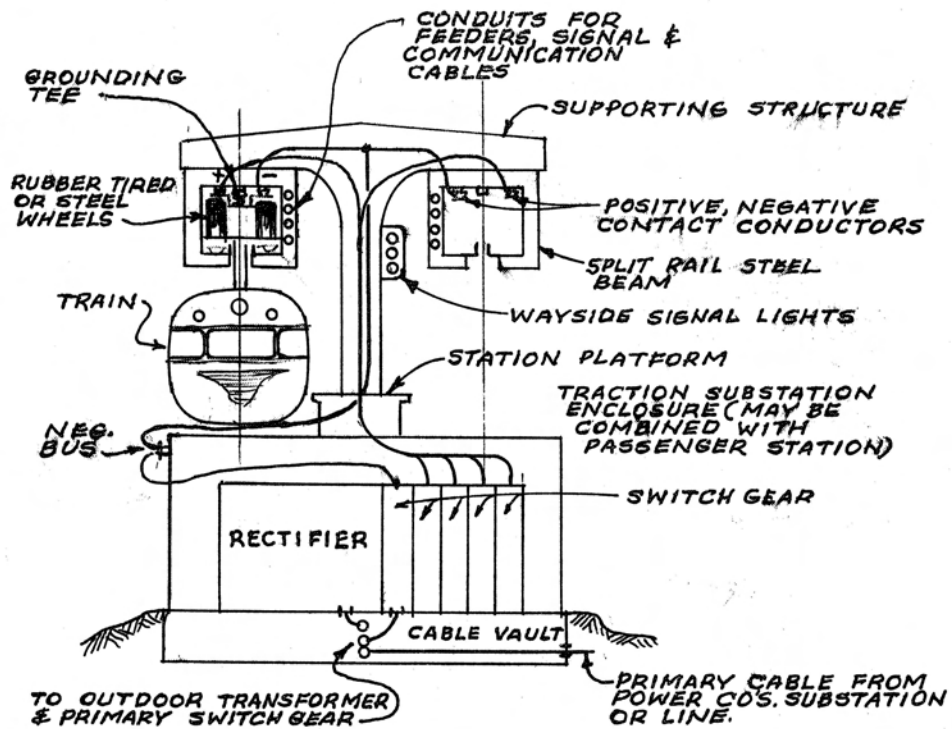 CONDUITS FOR
FEEDERS, SIGNAL &
COMMUNICATION
CABLES
GROUNDING
TEE
SUPPORTING STRUCTURE
+ −
RUBBER TIRED
OR STEEL
WHEELS
POSITIVE, NEGATIVE
CONTACT CONDUCTORS
SPLIT RAIL STEEL
BEAM
TRAIN
WAYSIDE SIGNAL LIGHTS
STATION PLATFORM
TRACTION SUBSTATION
ENCLOSURE (MAY BE
COMBINED WITH
PASSENGER STATION)
NEG.
BUS
SWITCH GEAR
RECTIFIER
CABLE VAULT
TO OUTDOOR TRANSFORMER
& PRIMARY SWITCH GEAR
PRIMARY CABLE FROM
POWER CO'S. SUBSTATION
OR LINE.